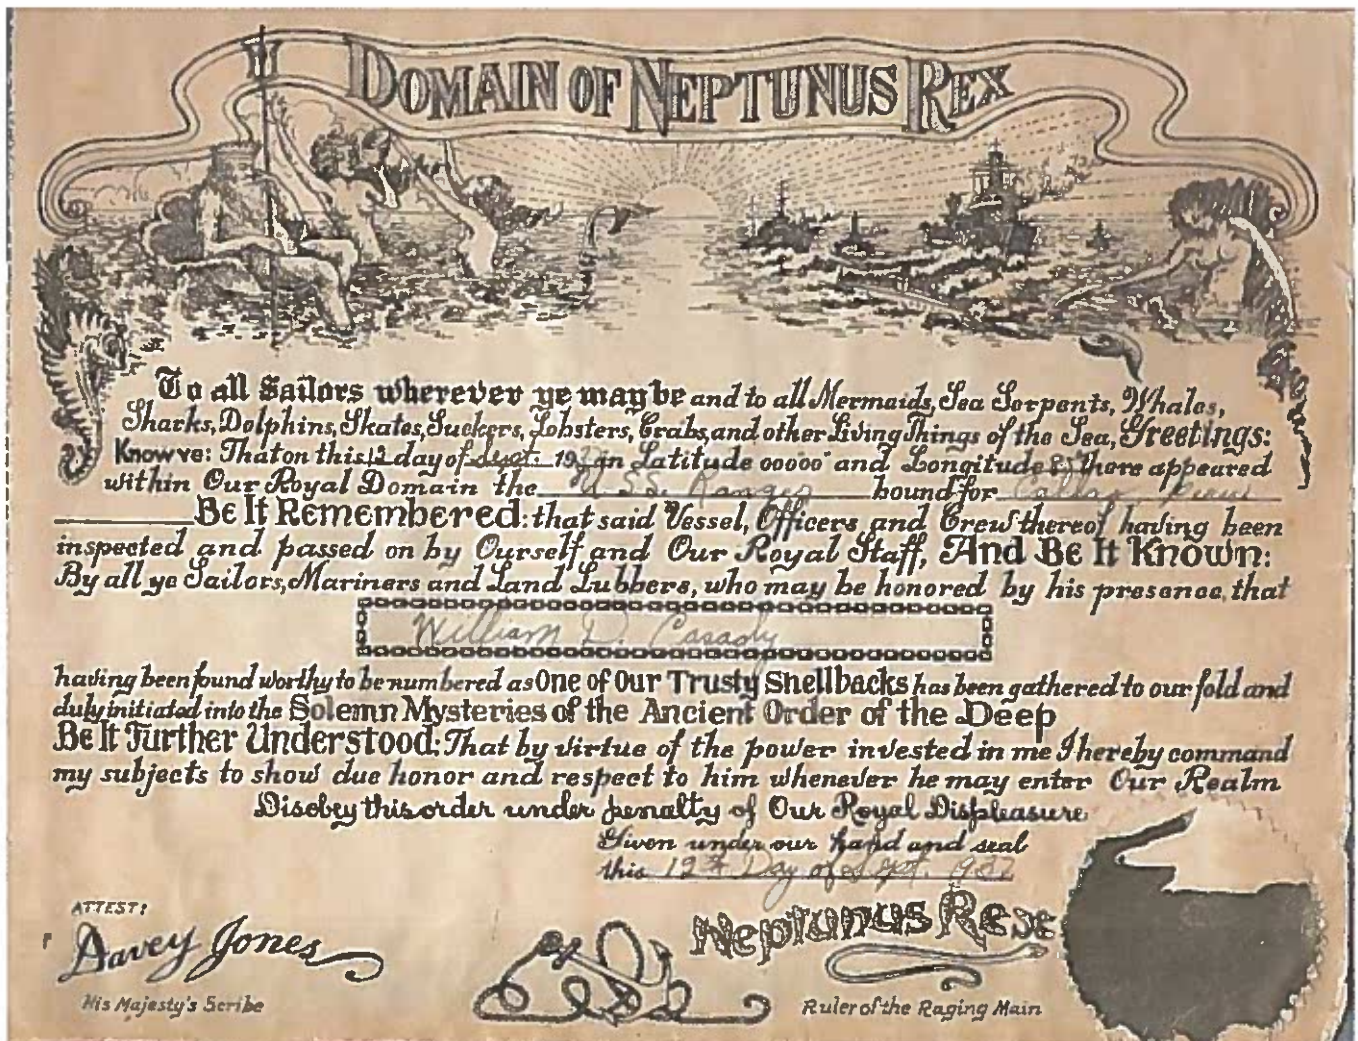 DOMAIN OF NEPTUNUS REX
To all Sailors wherever ye may be and to all Mermaids, Sea Serpents, Whales,
Sharks, Dolphins, Skates, Suckers, Lobsters, Crabs, and other Living Things of the Sea, Greetings:
Know ye: That on this 12 day of Sept. 19 in Latitude 00000 and Longitude there appeared
within Our Royal Domain the U.S.S. Ranger bound for Callao, Peru
Be It Remembered: that said Vessel, Officers and Crew thereof having been
inspected and passed on by Ourself and Our Royal Staff, And Be It Known:
By all ye Sailors, Mariners and Land Lubbers, who may be honored by his presence, that
William D. Casady
having been found worthy to be numbered as One of Our Trusty Shellbacks has been gathered to our fold and
duly initiated into the Solemn Mysteries of the Ancient Order of the Deep
Be It Further Understood: That by virtue of the power invested in me I hereby command
my subjects to show due honor and respect to him whenever he may enter Our Realm
Disobey this order under penalty of Our Royal Displeasure
Given under our hand and seal
this 12th Day of Sept.
ATTEST:
Davey Jones
His Majesty's Scribe
Neptunus Rex
Ruler of the Raging Main